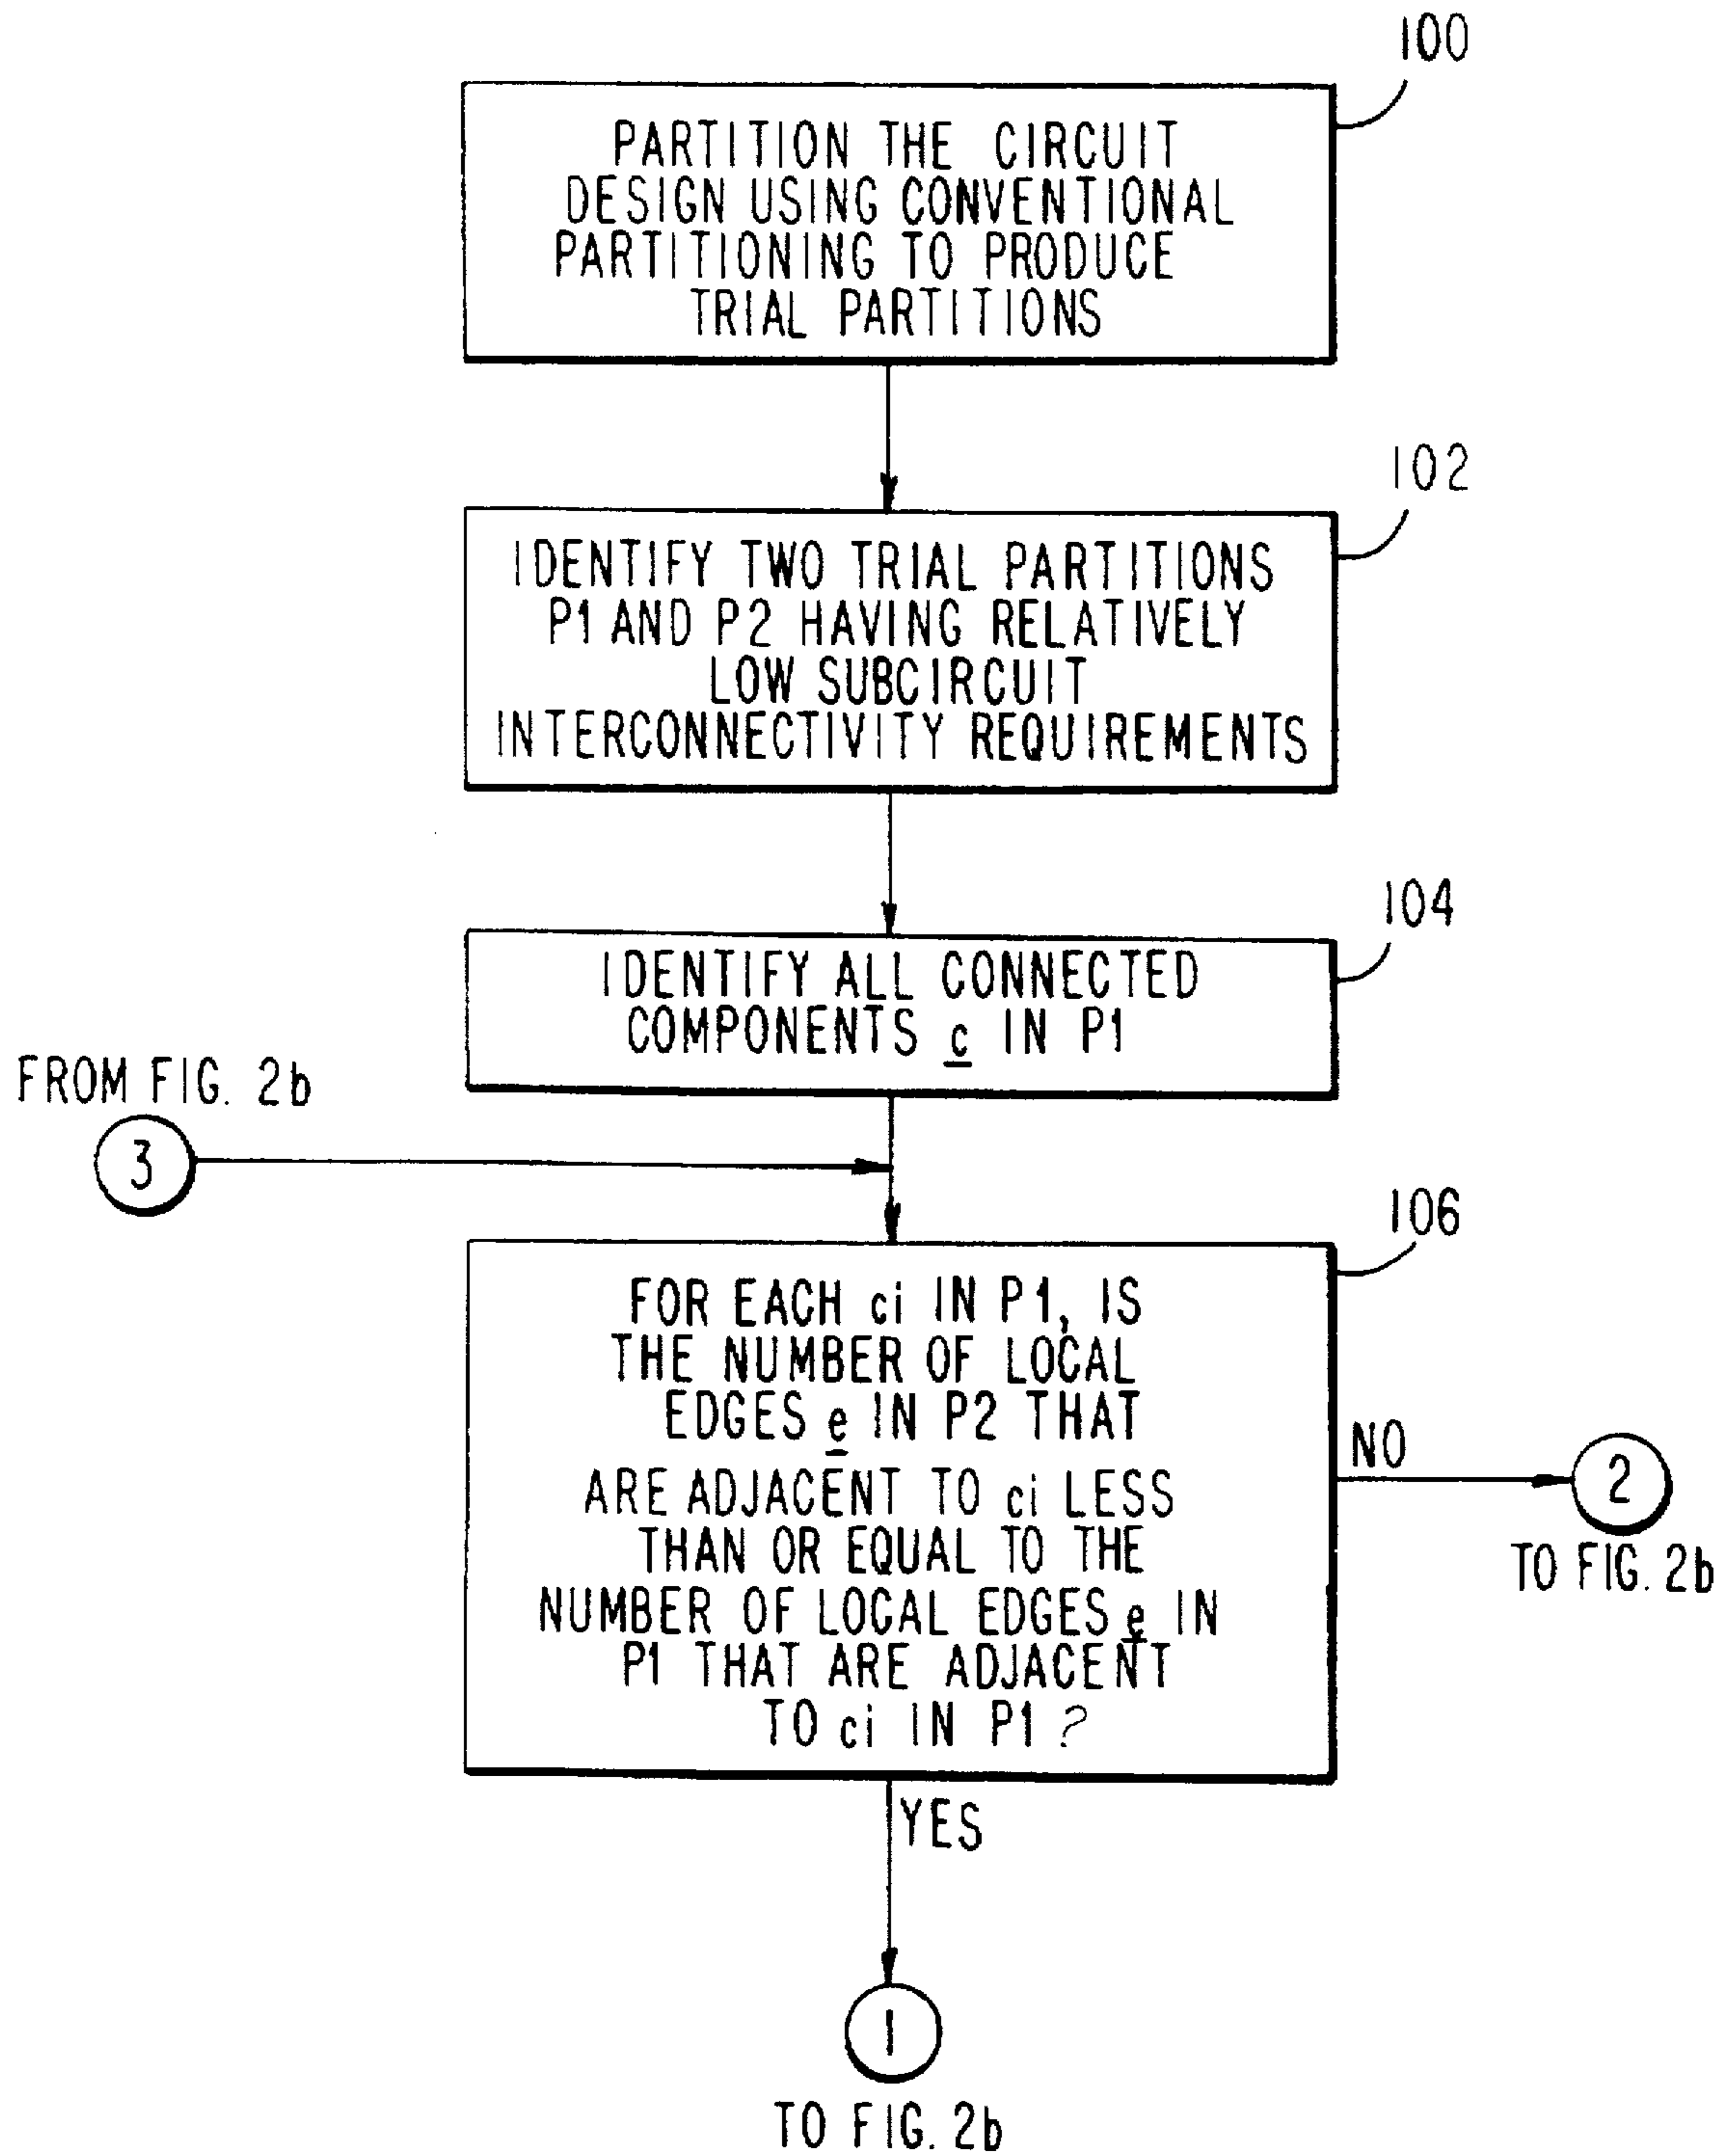 100
PARTITION THE CIRCUIT
DESIGN USING CONVENTIONAL
PARTITIONING TO PRODUCE
TRIAL PARTITIONS
102
IDENTIFY TWO TRIAL PARTITIONS
P1 AND P2 HAVING RELATIVELY
LOW SUBCIRCUIT
INTERCONNECTIVITY REQUIREMENTS
104
IDENTIFY ALL CONNECTED
COMPONENTS c IN P1
FROM FIG. 2b
3
106
FOR EACH ci IN P1, IS
THE NUMBER OF LOCAL
EDGES e IN P2 THAT
ARE ADJACENT TO ci LESS
THAN OR EQUAL TO THE
NUMBER OF LOCAL EDGES e IN
P1 THAT ARE ADJACENT
TO ci IN P1?
NO
2
TO FIG. 2b
YES
1
TO FIG. 2b